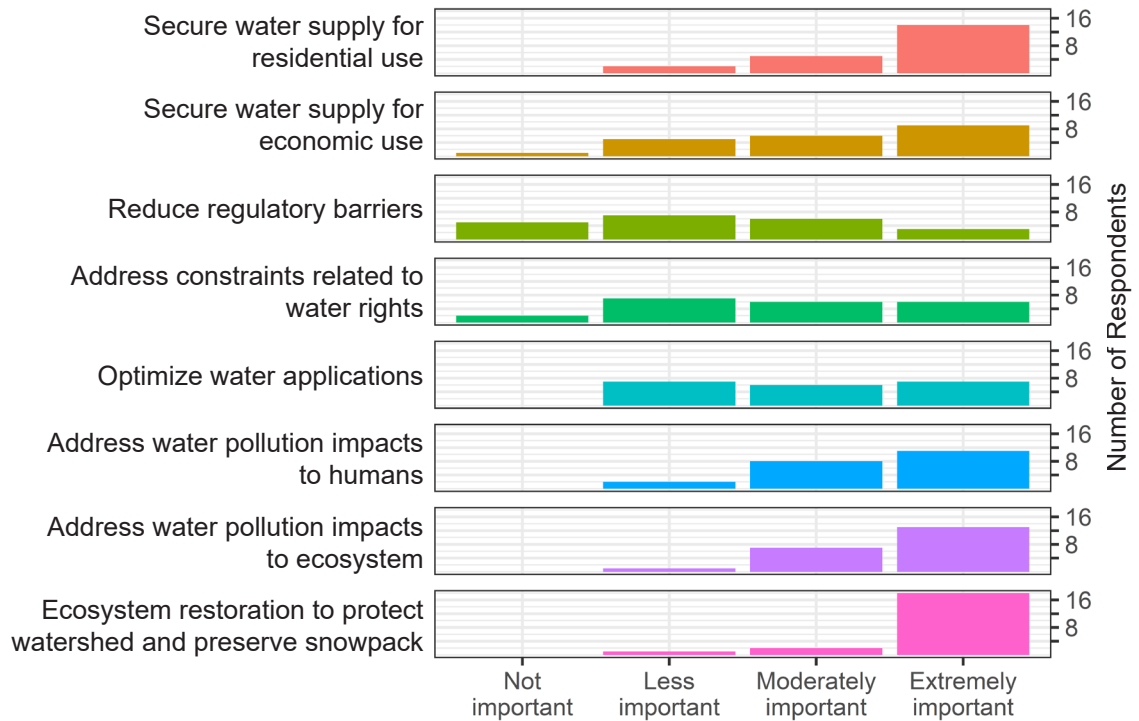 Secure water supply for
residential use
16
8
Secure water supply for
economic use
16
8
Reduce regulatory barriers
16
8
Address constraints related to
water rights
16
8
Optimize water applications
16
8
Address water pollution impacts
to humans
16
8
Address water pollution impacts
to ecosystem
16
8
Ecosystem restoration to protect
watershed and preserve snowpack
16
8
Number of Respondents
Not
important
Less
important
Moderately
important
Extremely
important